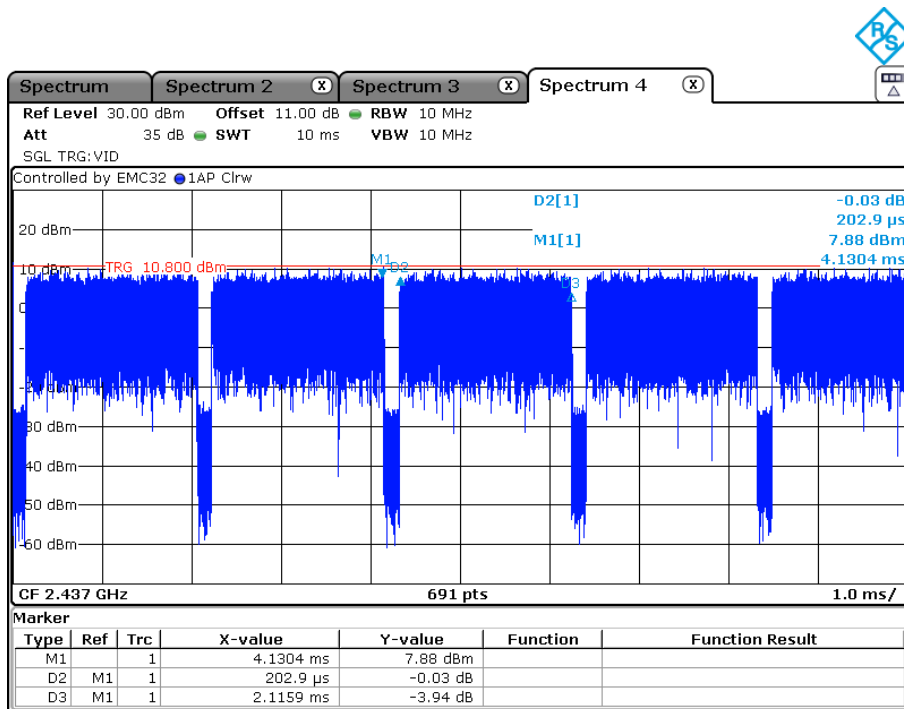 R&S
Spectrum Spectrum 2 X Spectrum 3 X Spectrum 4 X
Ref Level 30.00 dBm Offset 11.00 dB RBW 10 MHz
Att 35 dB SWT 10 ms VBW 10 MHz
SGL TRG:VID
Controlled by EMC32 1AP Clrw
D2[1] -0.03 dB
202.9 µs
M1[1] 7.88 dBm
4.1304 ms
20 dBm
10 dBm
TRG 10.800 dBm
M1
D2
D3
-40 dBm
-50 dBm
-60 dBm
CF 2.437 GHz 691 pts 1.0 ms/
Marker
Type Ref Trc X-value Y-value Function Function Result
M1 1 4.1304 ms 7.88 dBm
D2 M1 1 202.9 µs -0.03 dB
D3 M1 1 2.1159 ms -3.94 dB